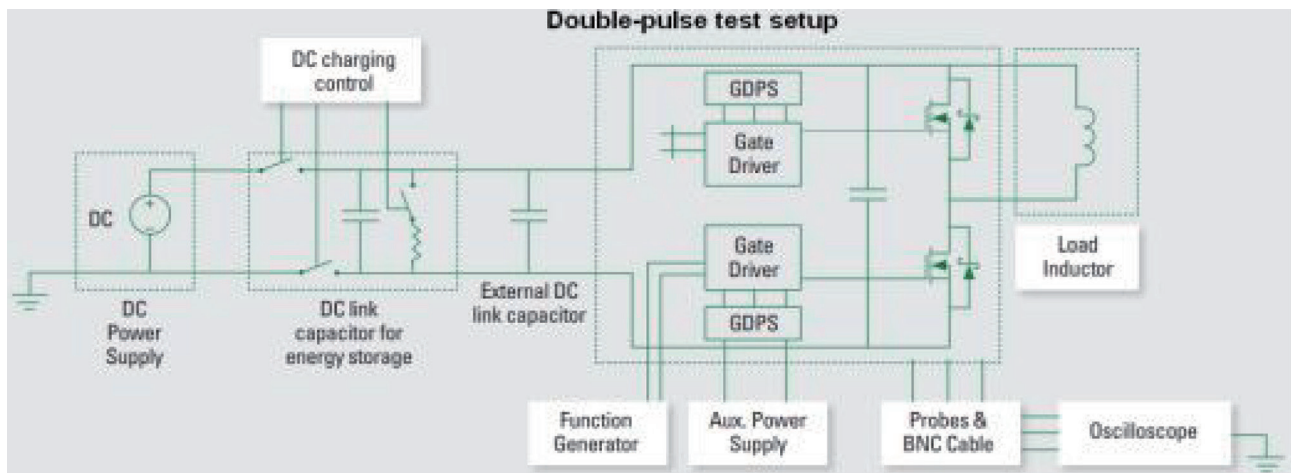 Double-pulse test setup
DC charging
control
GDPS
Gate
Driver
DC
+
−
Gate
Driver
GDPS
Load
Inductor
DC
Power
Supply
DC link
capacitor for
energy storage
External DC
link capacitor
Function
Generator
Aux. Power
Supply
Probes &
BNC Cable
Oscilloscope